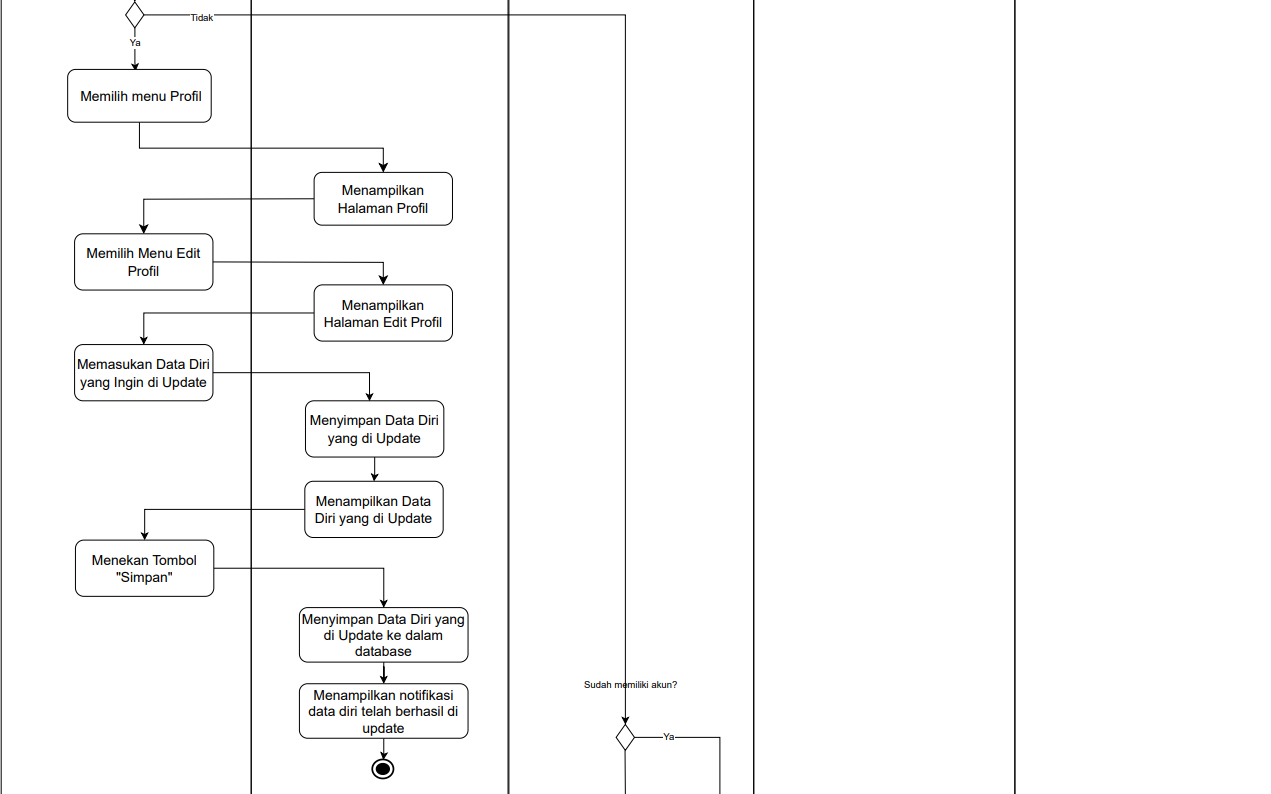 Tidak
Ya
Memilih menu Profil
Menampilkan
Halaman Profil
Memilih Menu Edit
Profil
Menampilkan
Halaman Edit Profil
Memasukan Data Diri
yang Ingin di Update
Menyimpan Data Diri
yang di Update
Menampilkan Data
Diri yang di Update
Menekan Tombol
"Simpan"
Menyimpan Data Diri yang
di Update ke dalam
database
Sudah memiliki akun?
Menampilkan notifikasi
data diri telah berhasil di
update
Ya